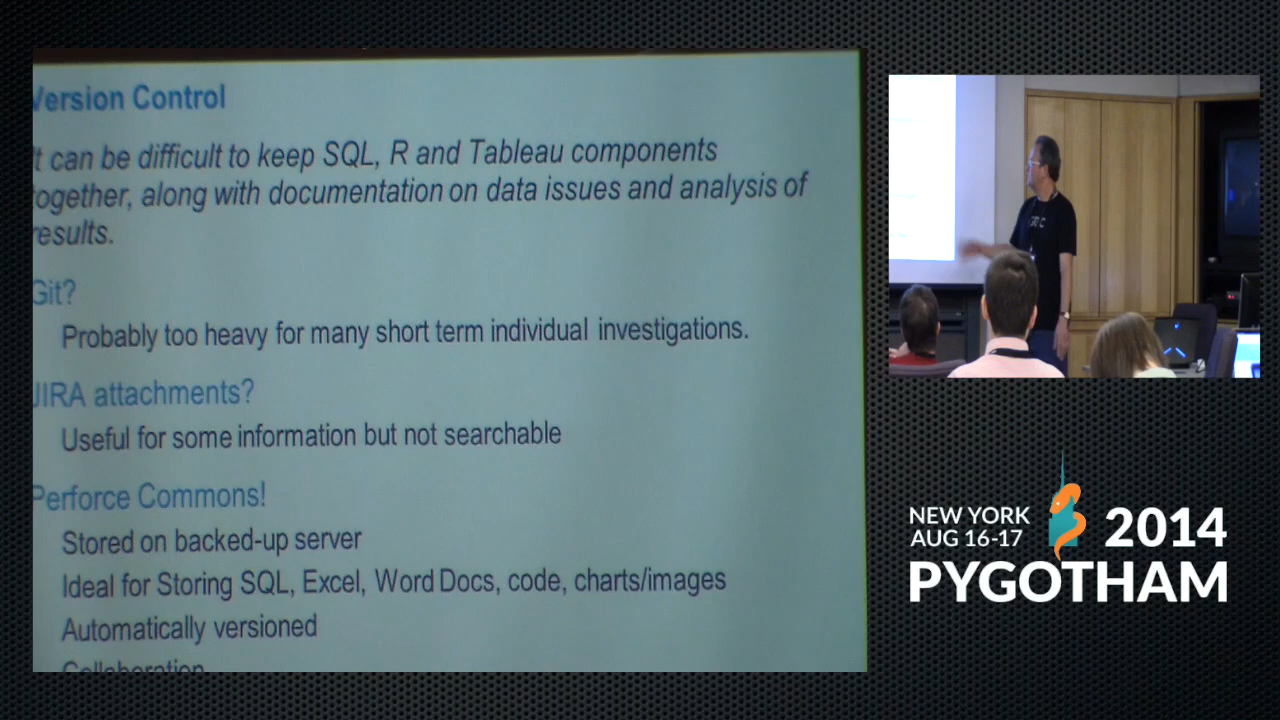 Version Control
It can be difficult to keep SQL, R and Tableau components
together, along with documentation on data issues and analysis of
results.
Git?
Probably too heavy for many short term individual investigations.
JIRA attachments?
Useful for some information but not searchable
Perforce Commons!
Stored on backed-up server
Ideal for Storing SQL, Excel, Word Docs, code, charts/images
Automatically versioned
Collaboration
NEW YORK
AUG 16-17
2014
PYGOTHAM